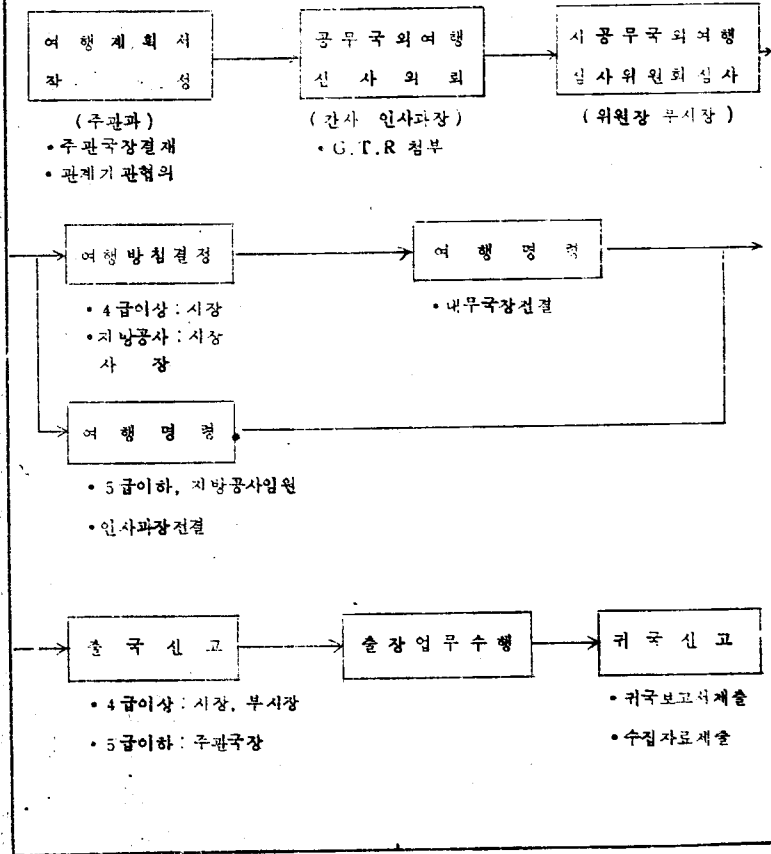 여행계획서
작성
공무국외여행
심사의뢰
시공무국외여행
심사위원회심사
(주관과)
• 주관국장결재
• 관계기관협의
(간사 인사과장)
• G.T.R 첨부
(위원장 부시장)
여행방침결정
여행명령
• 4급이상 : 시장
• 지방공사 : 시장
사장
• 내무국장전결
여행명령
• 5급이하, 지방공사임원
• 인사과장전결
출국신고
출장업무수행
귀국신고
• 4급이상 : 시장, 부시장
• 5급이하 : 주관국장
• 귀국보고서제출
• 수집자료제출